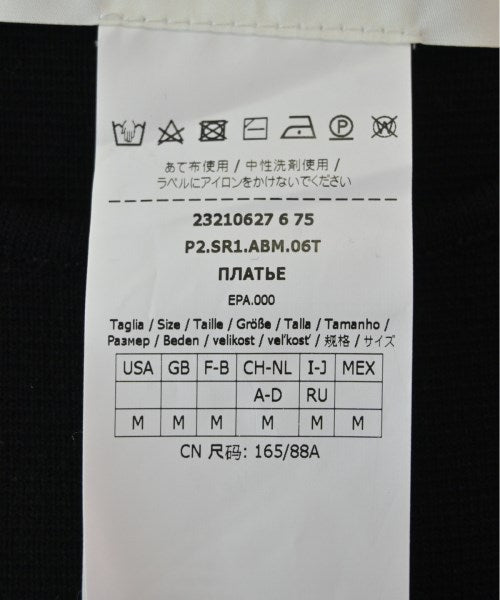 P W
あて布使用 / 中性洗剤使用 /
ラベルにアイロンをかけないでください
23210627 6 75
P2.SR1.ABM.06T
ПЛАТЬЕ
EPA.000
Taglia / Size / Taille / Größe / Talla / Tamanho /
Размер / Beden / velikost / veľkosť / 规格 / サイズ
USA GB F-B CH-NL I-J MEX
A-D RU
M M M M M M
CN 尺码: 165/88A